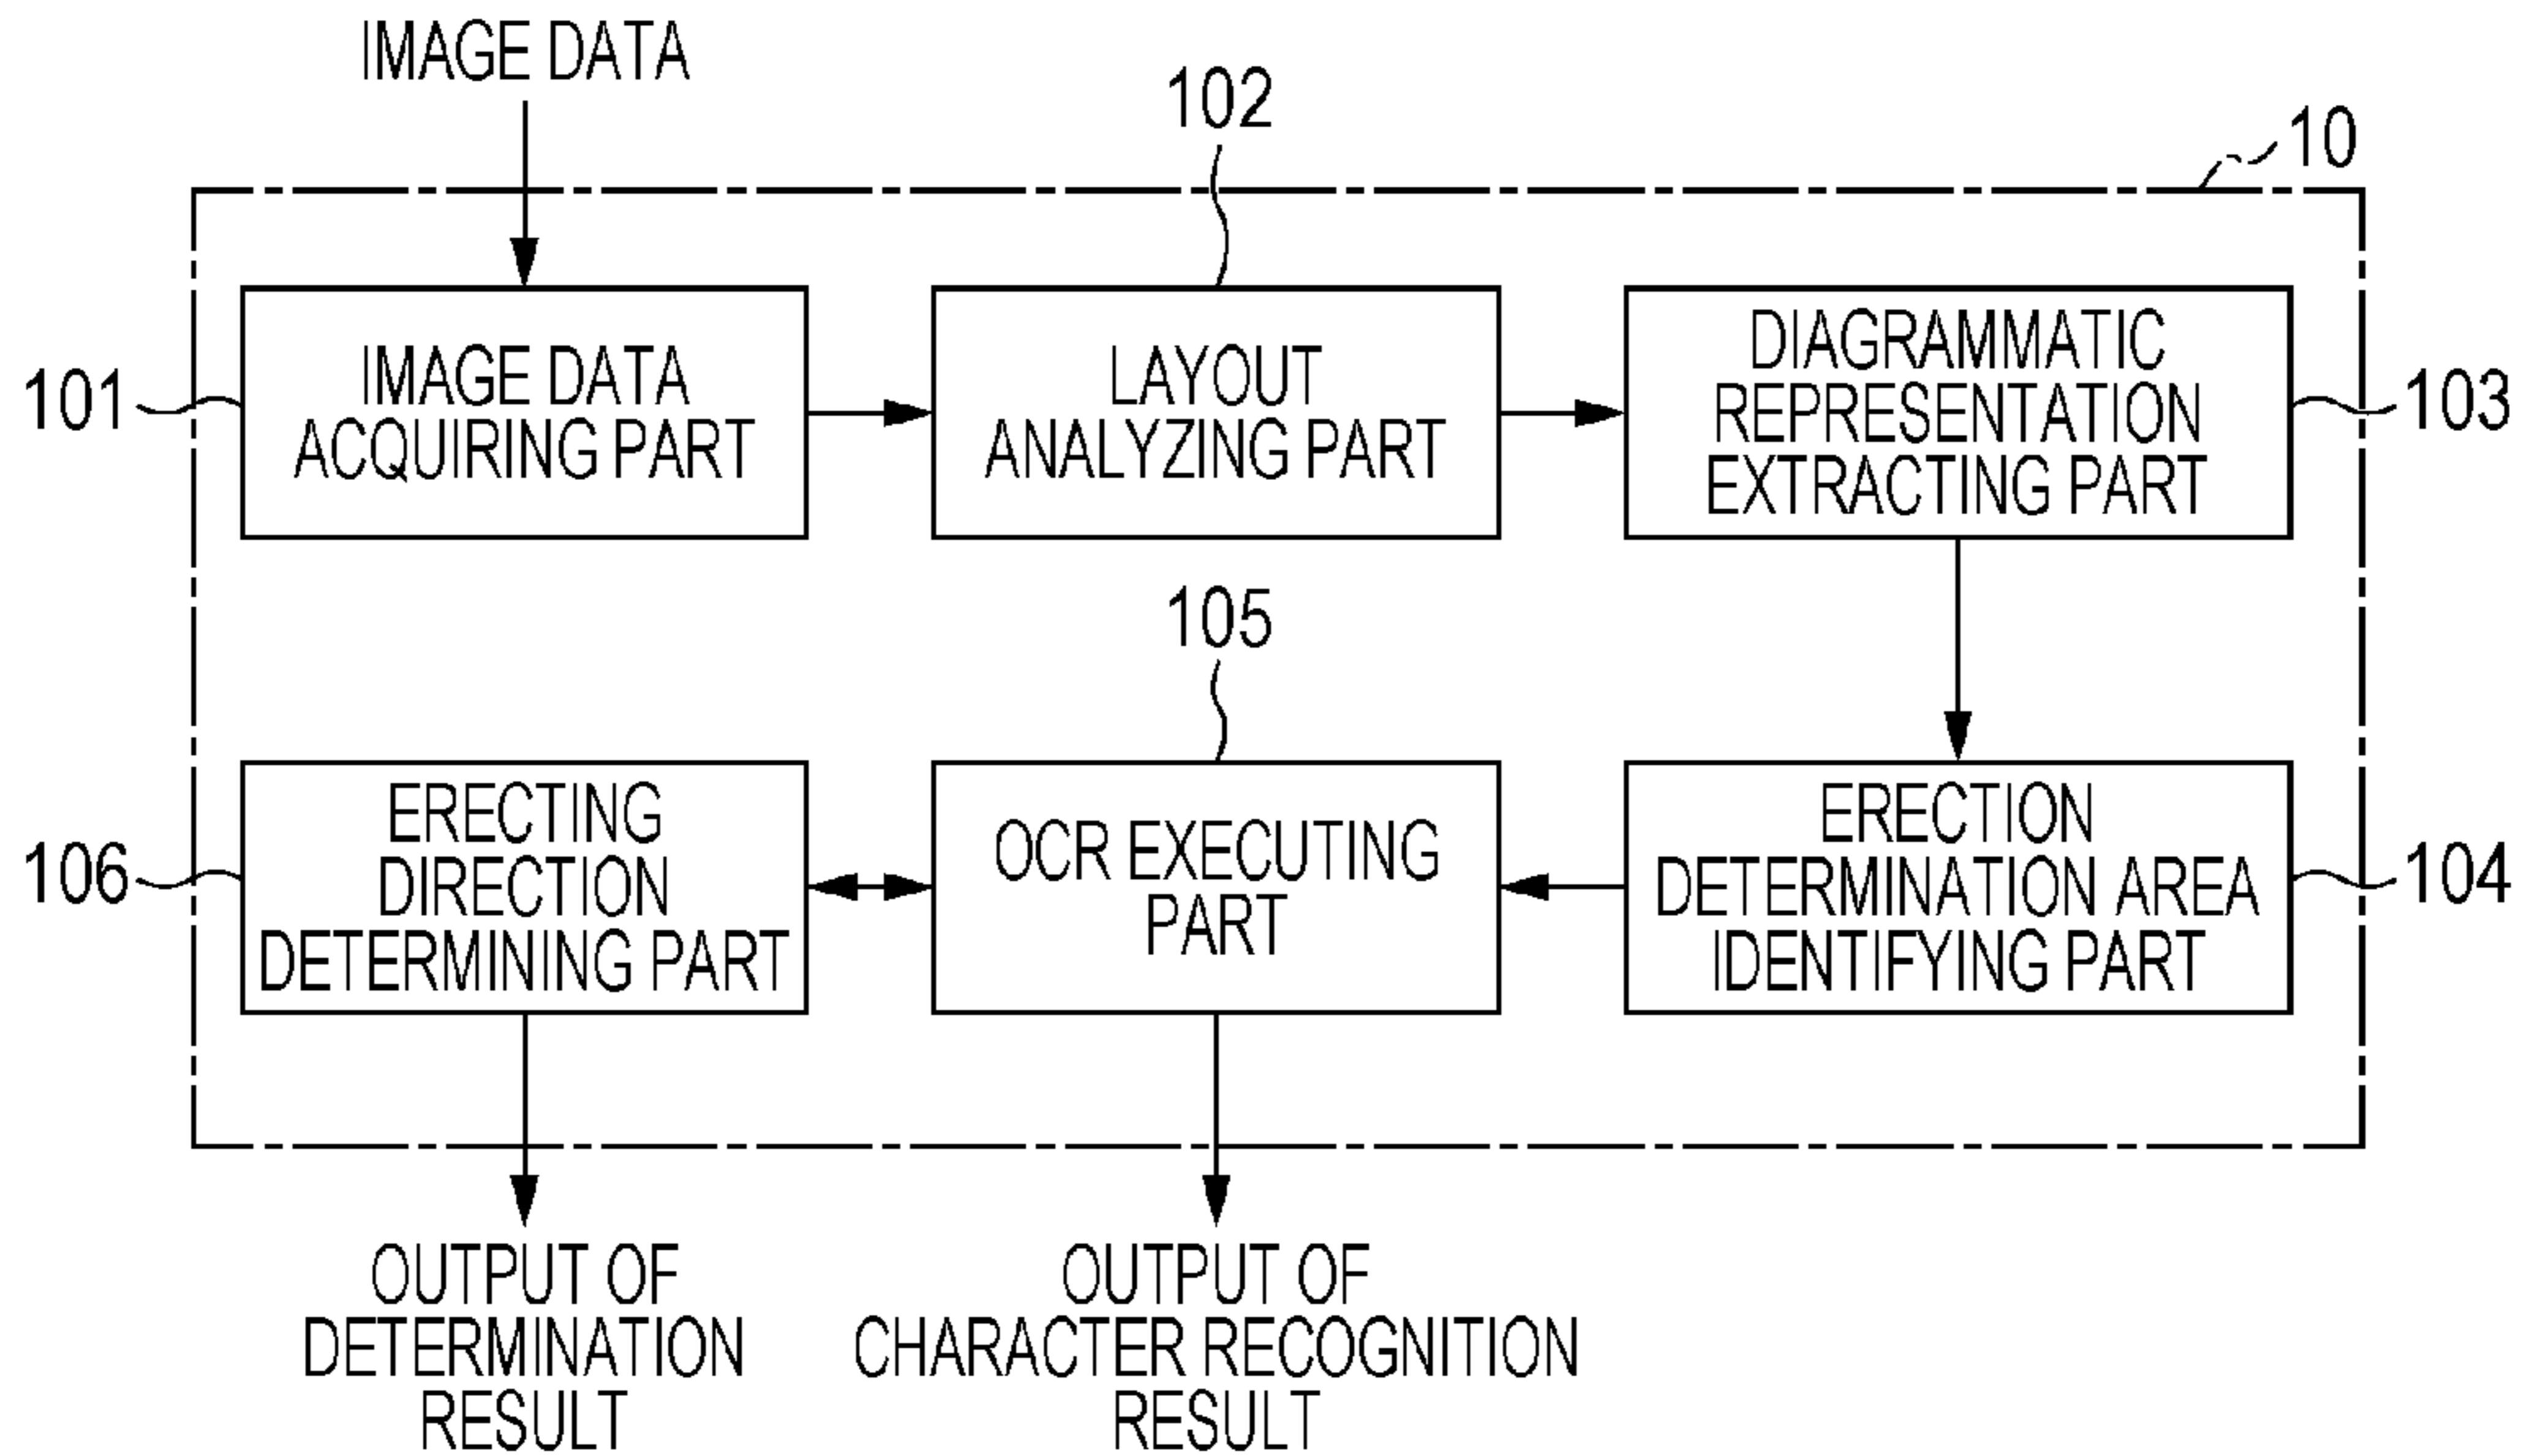 IMAGE DATA
102
10
101
IMAGE DATA
ACQUIRING PART
LAYOUT
ANALYZING PART
DIAGRAMMATIC
REPRESENTATION
EXTRACTING PART
103
105
106
ERECTING
DIRECTION
DETERMINING PART
OCR EXECUTING
PART
ERECTION
DETERMINATION AREA
IDENTIFYING PART
104
OUTPUT OF
DETERMINATION
RESULT
OUTPUT OF
CHARACTER RECOGNITION
RESULT